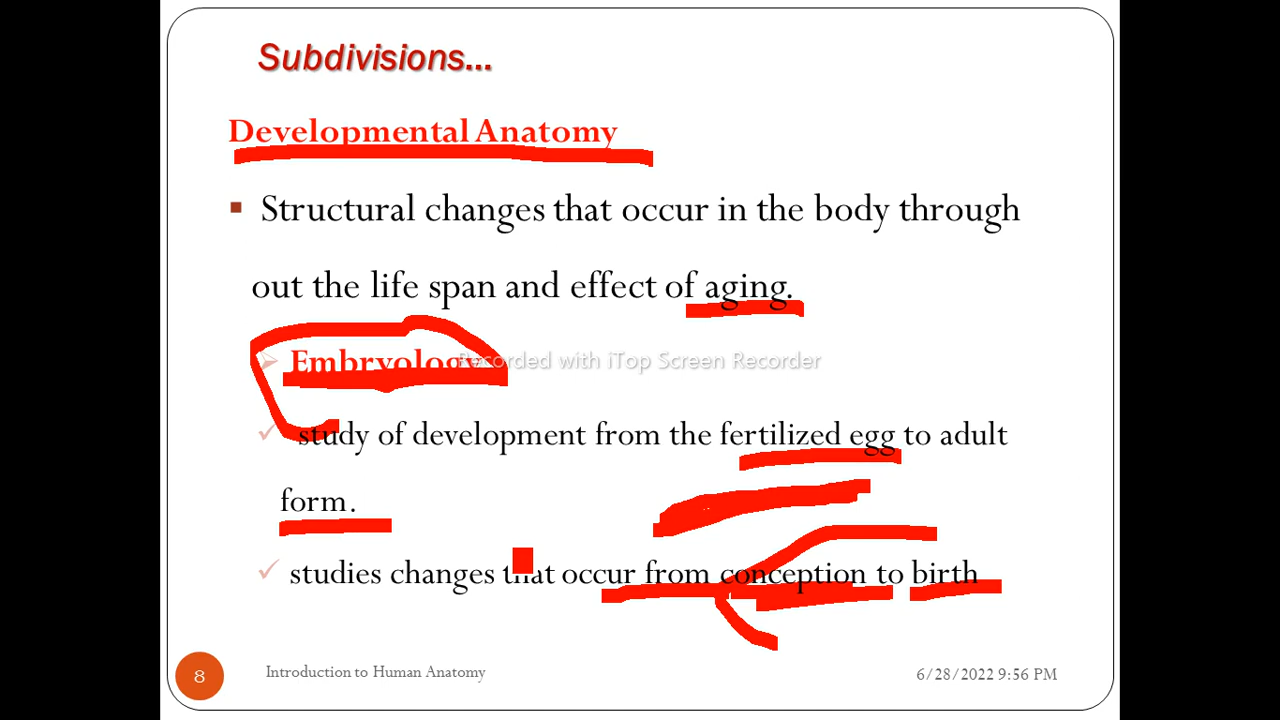 Subdivisions...
Developmental Anatomy
Structural changes that occur in the body through
out the life span and effect of aging.
Embryology
Recorded with iTop Screen Recorder
study of development from the fertilized egg to adult
form.
studies changes that occur from conception to birth
8
Introduction to Human Anatomy
6/28/2022 9:56 PM